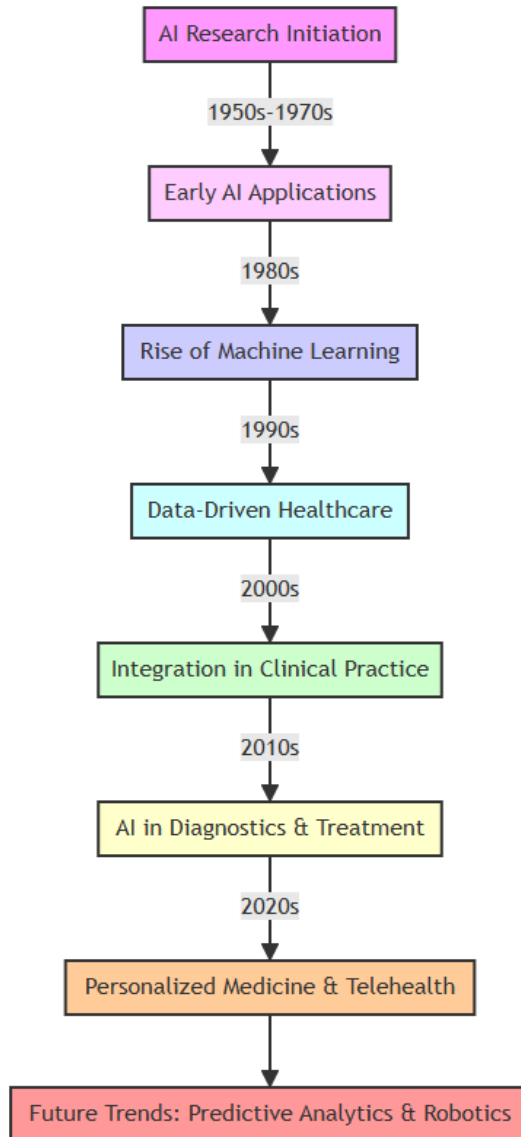 AI Research Initiation
1950s-1970s
Early AI Applications
1980s
Rise of Machine Learning
1990s
Data-Driven Healthcare
2000s
Integration in Clinical Practice
2010s
AI in Diagnostics & Treatment
2020s
Personalized Medicine & Telehealth
Future Trends: Predictive Analytics & Robotics